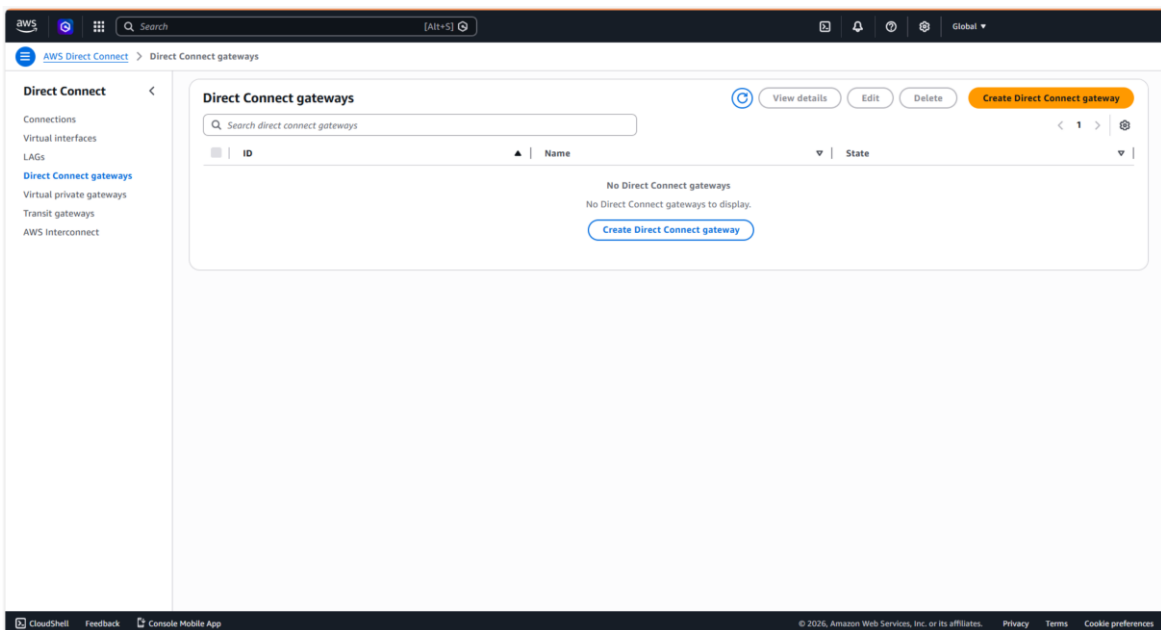 aws Search [Alt+S] Global
AWS Direct Connect > Direct Connect gateways
Direct Connect
Connections
Virtual interfaces
LAGs
Direct Connect gateways
Virtual private gateways
Transit gateways
AWS Interconnect
Direct Connect gateways View details Edit Delete Create Direct Connect gateway
Search direct connect gateways 1
ID Name State
No Direct Connect gateways
No Direct Connect gateways to display.
Create Direct Connect gateway
CloudShell Feedback Console Mobile App © 2026, Amazon Web Services, Inc. or its affiliates. Privacy Terms Cookie preferences